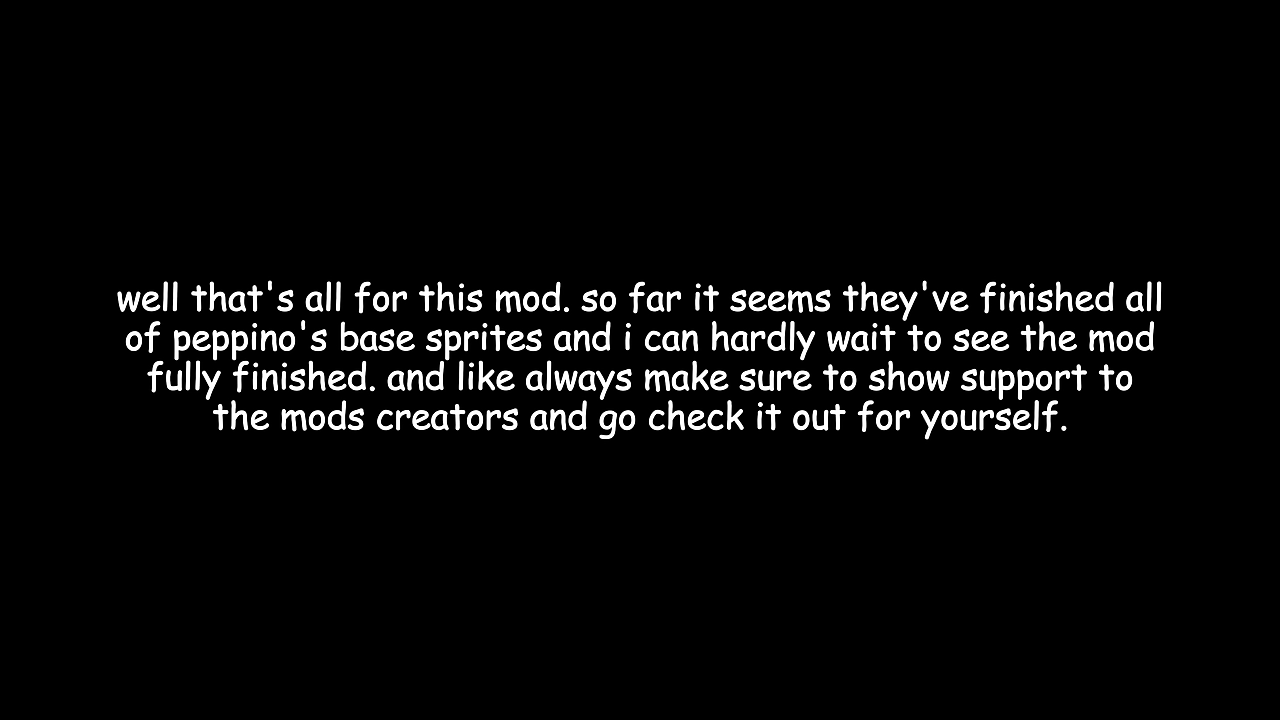 well that's all for this mod. so far it seems they've finished all
of peppino's base sprites and i can hardly wait to see the mod
fully finished. and like always make sure to show support to
the mods creators and go check it out for yourself.